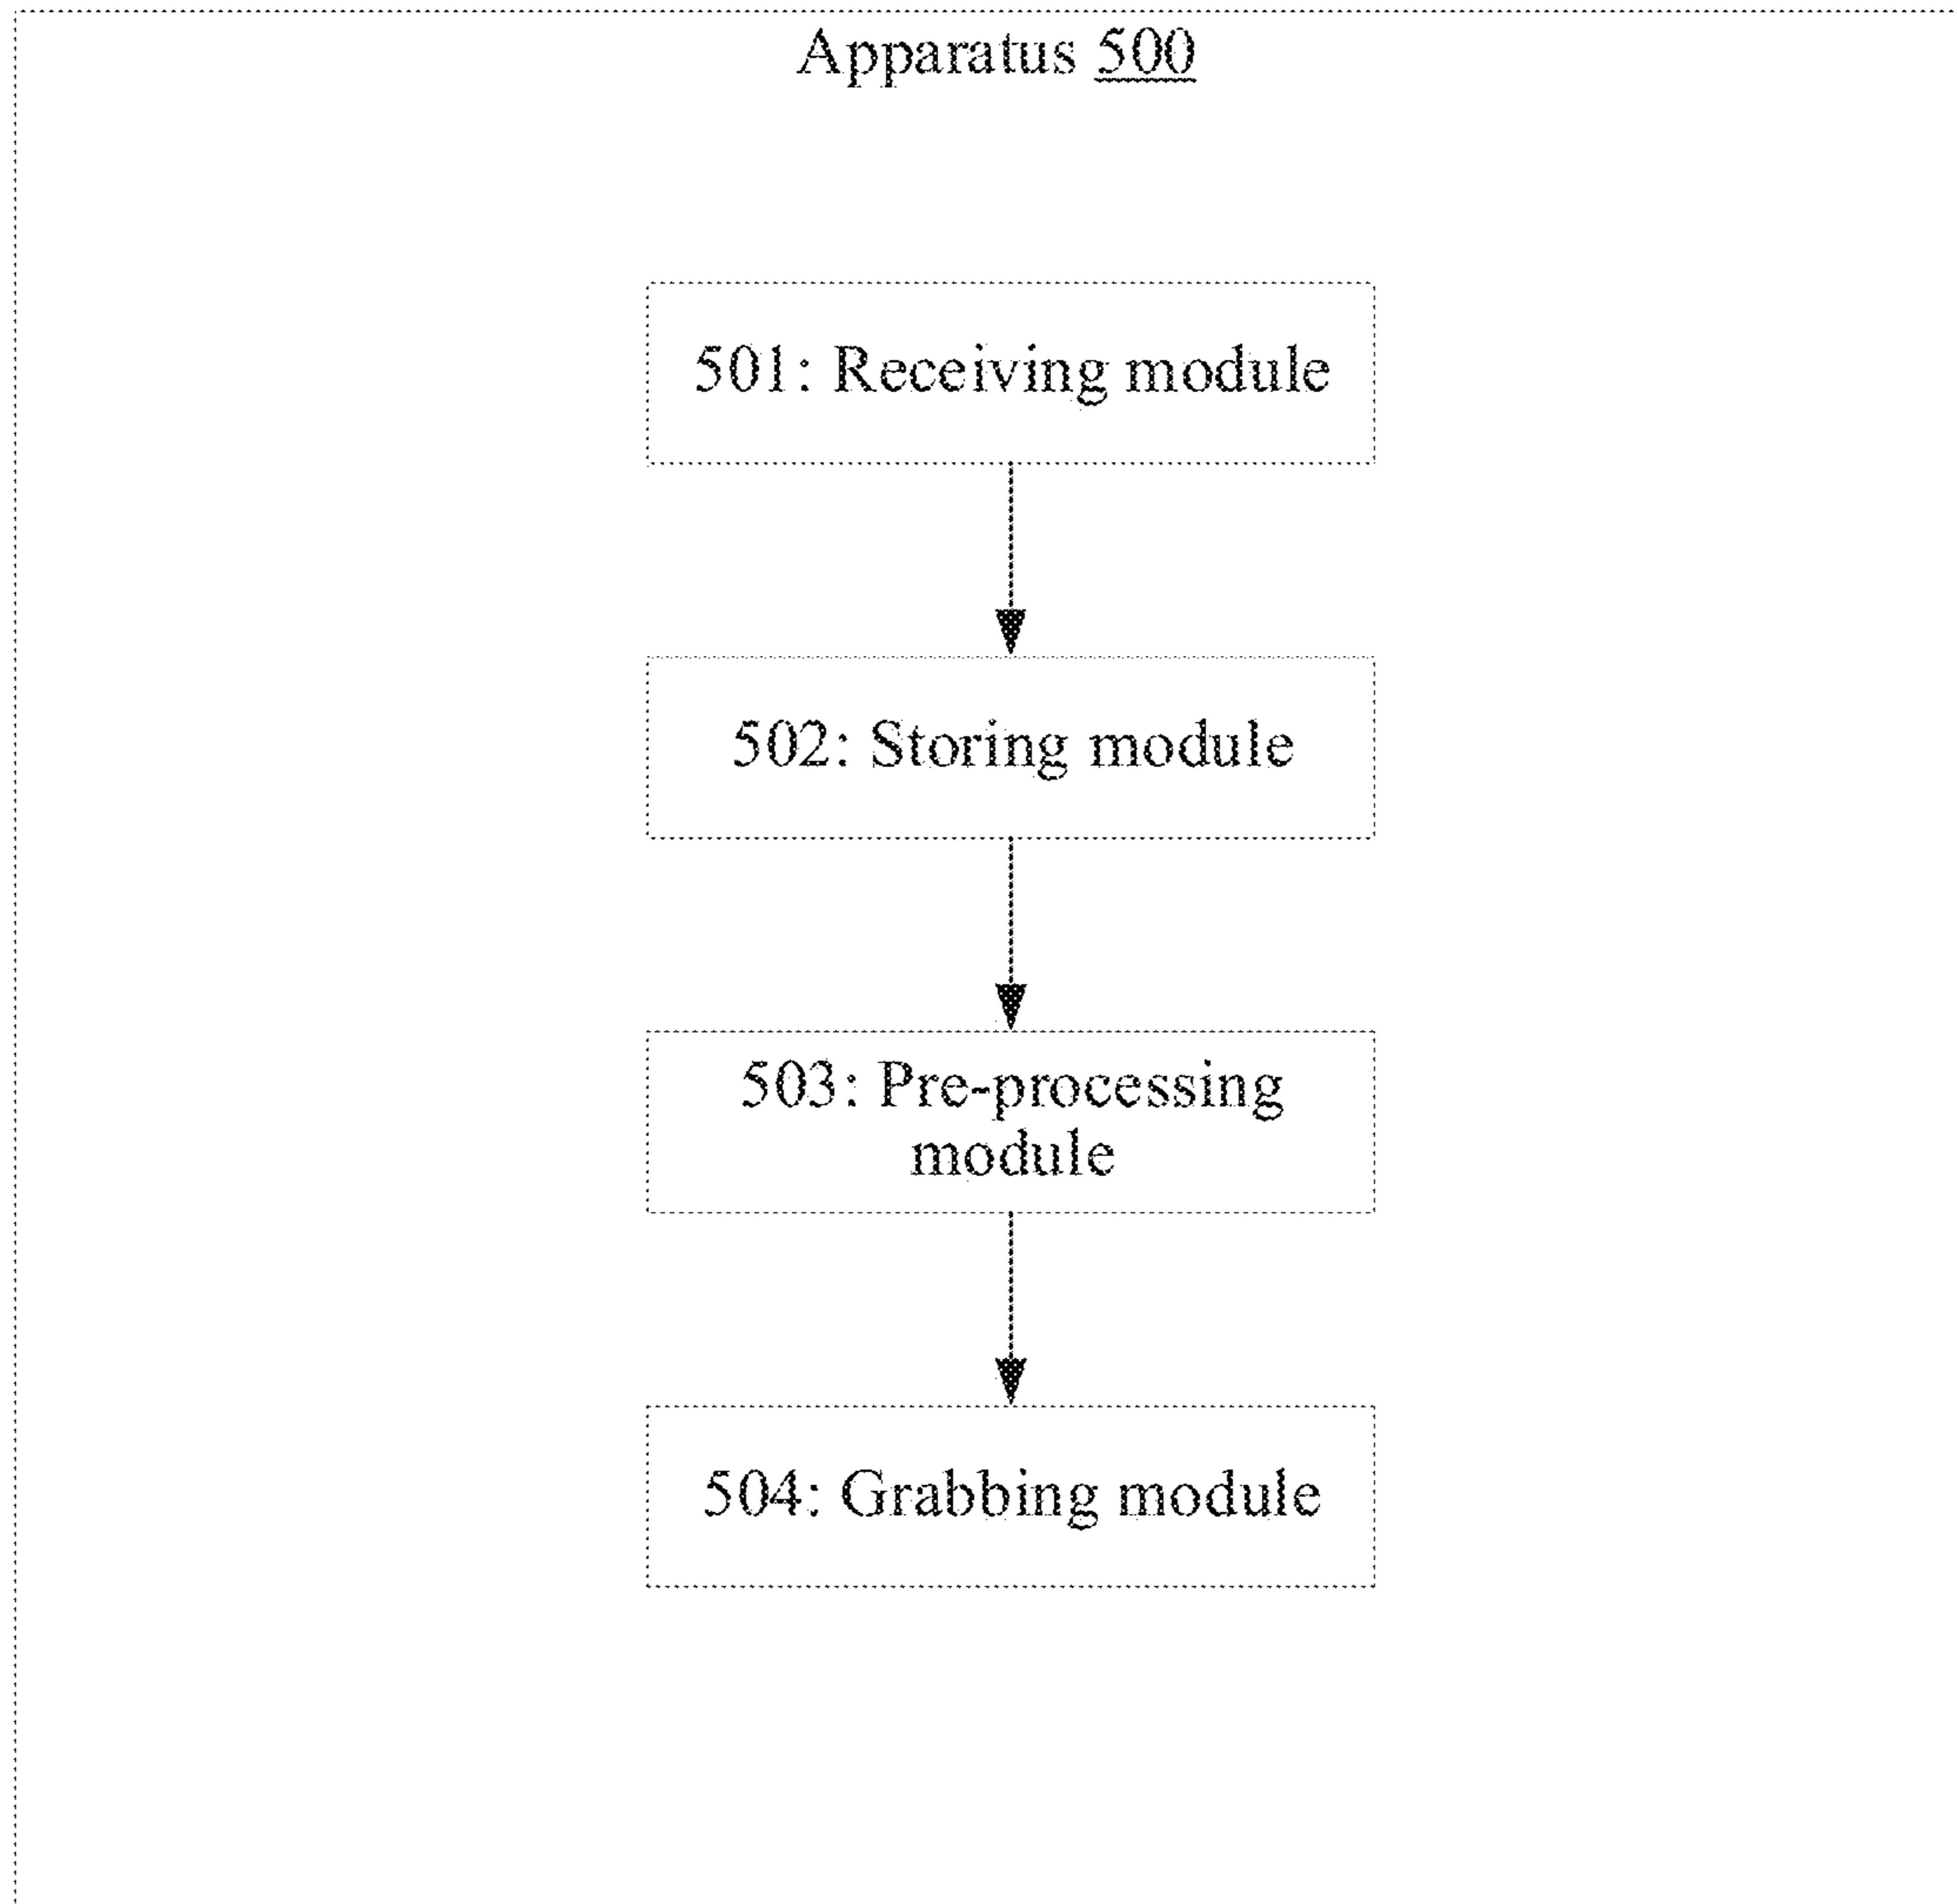 Apparatus 500
501: Receiving module
502: Storing module
503: Pre-processing
module
504: Grabbing module